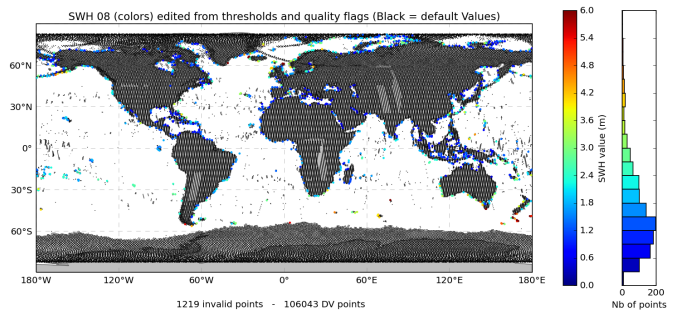 SWH 08 (colors) edited from thresholds and quality flags (Black = default Values)
60°N
30°N
0°
30°S
60°S
180°W
120°W
60°W
0°
60°E
120°E
180°E
1219 invalid points - 106043 DV points
6.0
5.4
4.8
4.2
3.6
3.0
2.4
1.8
1.2
0.6
0.0
SWH value (m)
0
200
Nb of points